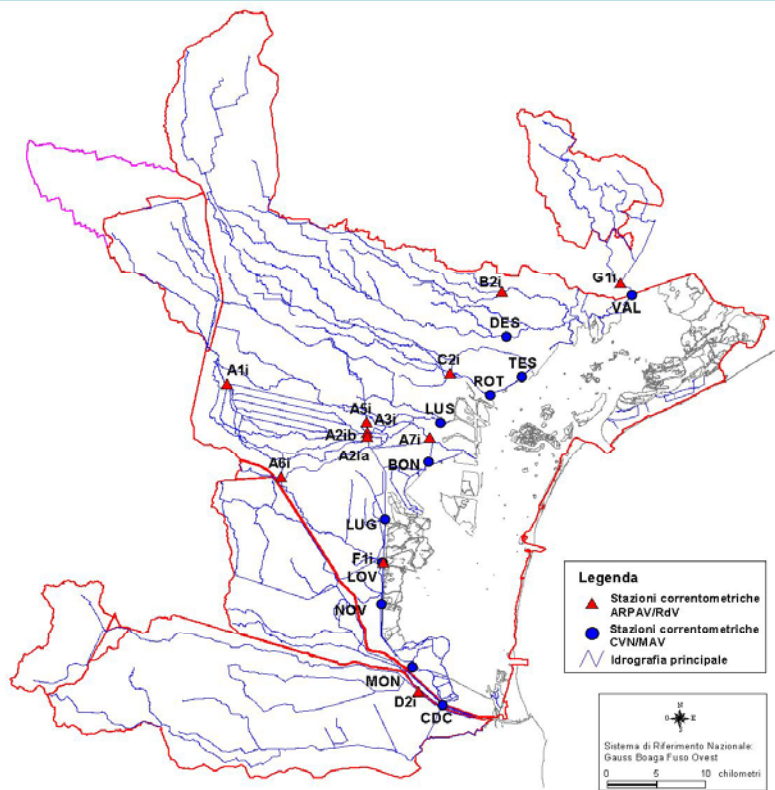 B2i
G1i
VAL
DES
C2i
TES
A1i
ROT
A5i
A3i
LUS
A2ib
A7i
A2ia
A6i
BON
LUG
F1i
LOV
NOV
MON
D2i
CDC
Legenda
Stazioni correntometriche
ARPAV/RdV
Stazioni correntometriche
CVN/MAV
Idrografia principale
N
O E
S
Sistema di Riferimento Nazionale:
Gauss Boaga Fuso Ovest
0 5 10 chilometri